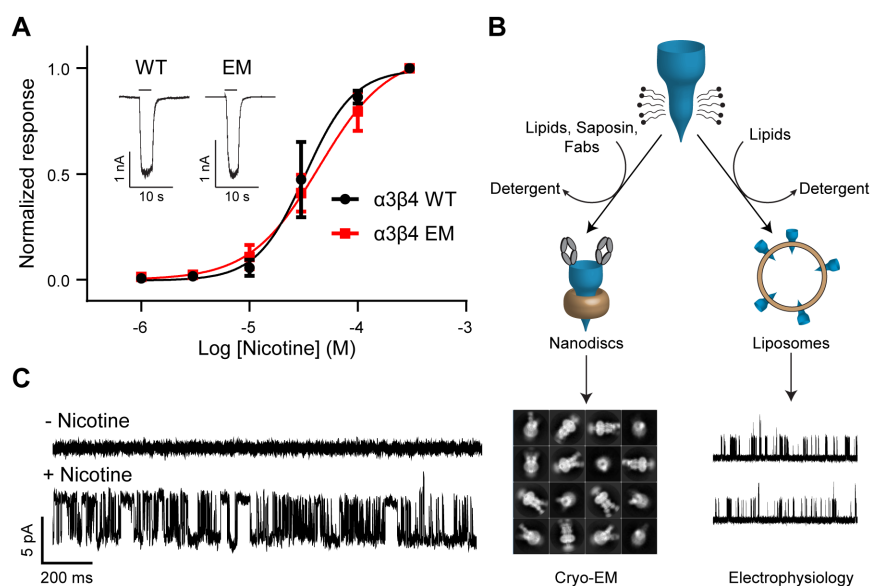 A
Normalized response
1.0
0.5
0.0
WT
EM
1 nA
10 s
1 nA
10 s
α3β4 WT
α3β4 EM
-6
-5
-4
-3
Log [Nicotine] (M)
B
Lipids, Saposin,
Fabs
Detergent
Lipids
Detergent
Nanodiscs
Liposomes
Cryo-EM
Electrophysiology
C
- Nicotine
+ Nicotine
5 pA
200 ms